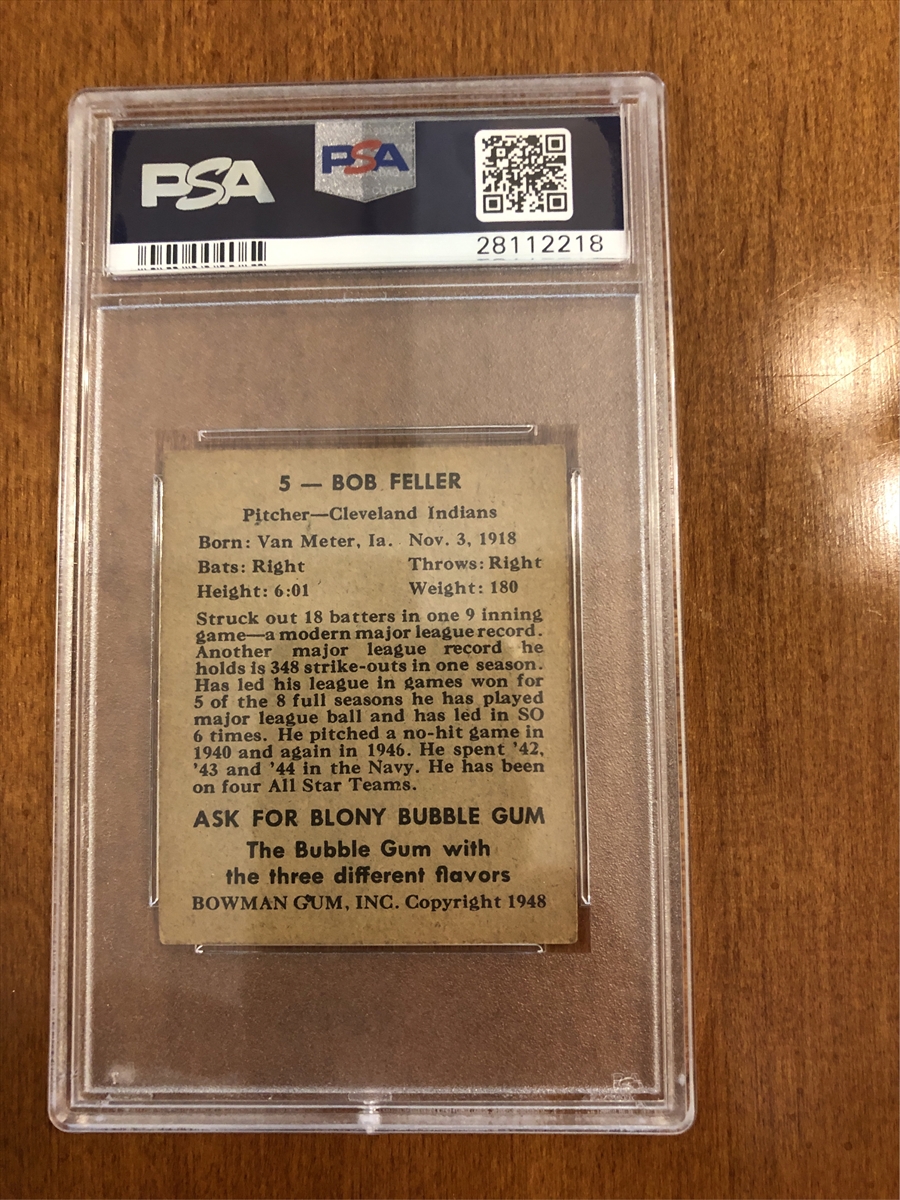 PSA
PSA
28112218
5 — BOB FELLER
Pitcher—Cleveland Indians
Born: Van Meter, Ia. Nov. 3, 1918
Bats: Right Throws: Right
Height: 6:01 Weight: 180
Struck out 18 batters in one 9 inning
game—a modern major league record.
Another major league record he
holds is 348 strike-outs in one season.
Has led his league in games won for
5 of the 8 full seasons he has played
major league ball and has led in SO
6 times. He pitched a no-hit game in
1940 and again in 1946. He spent '42,
'43 and '44 in the Navy. He has been
on four All Star Teams.
ASK FOR BLONY BUBBLE GUM
The Bubble Gum with
the three different flavors
BOWMAN GUM, INC. Copyright 1948